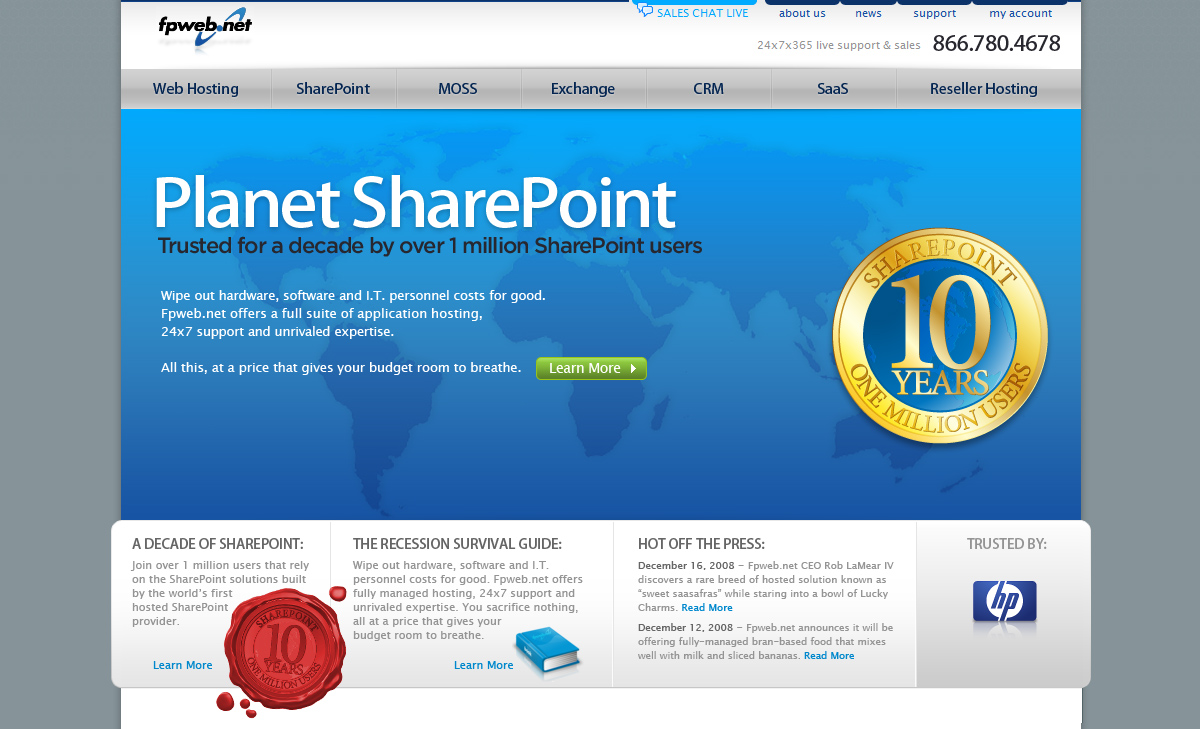 fpweb.net
SALES CHAT LIVE
about us
news
support
my account
24x7x365 live support & sales
866.780.4678
Web Hosting
SharePoint
MOSS
Exchange
CRM
SaaS
Reseller Hosting
Planet SharePoint
Trusted for a decade by over 1 million SharePoint users
Wipe out hardware, software and I.T. personnel costs for good.
Fpweb.net offers a full suite of application hosting,
24x7 support and unrivaled expertise.
All this, at a price that gives your budget room to breathe.
Learn More
SHAREPOINT
10
YEARS
ONE MILLION USERS
A DECADE OF SHAREPOINT:
Join over 1 million users that rely
on the SharePoint solutions built
by the world's first
hosted SharePoint
provider.
Learn More
SHAREPOINT
10
YEARS
ONE MILLION USERS
THE RECESSION SURVIVAL GUIDE:
Wipe out hardware, software and I.T.
personnel costs for good. Fpweb.net offers
fully managed hosting, 24x7 support and
unrivaled expertise. You sacrifice nothing,
all at a price that gives your
budget room to breathe.
Learn More
HOT OFF THE PRESS:
December 16, 2008 – Fpweb.net CEO Rob LaMear IV
discovers a rare breed of hosted solution known as
"sweet saasafras" while staring into a bowl of Lucky
Charms. Read More
December 12, 2008 – Fpweb.net announces it will be
offering fully-managed bran-based food that mixes
well with milk and sliced bananas. Read More
TRUSTED BY:
hp